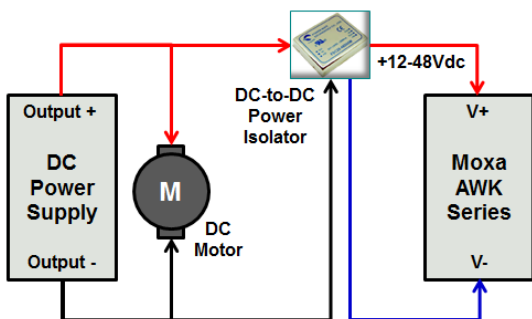 +12-48Vdc
Output +
DC-to-DC
Power
Isolator
V+
DC
Power
Supply
M
Moxa
AWK
Series
DC
Motor
Output -
V-